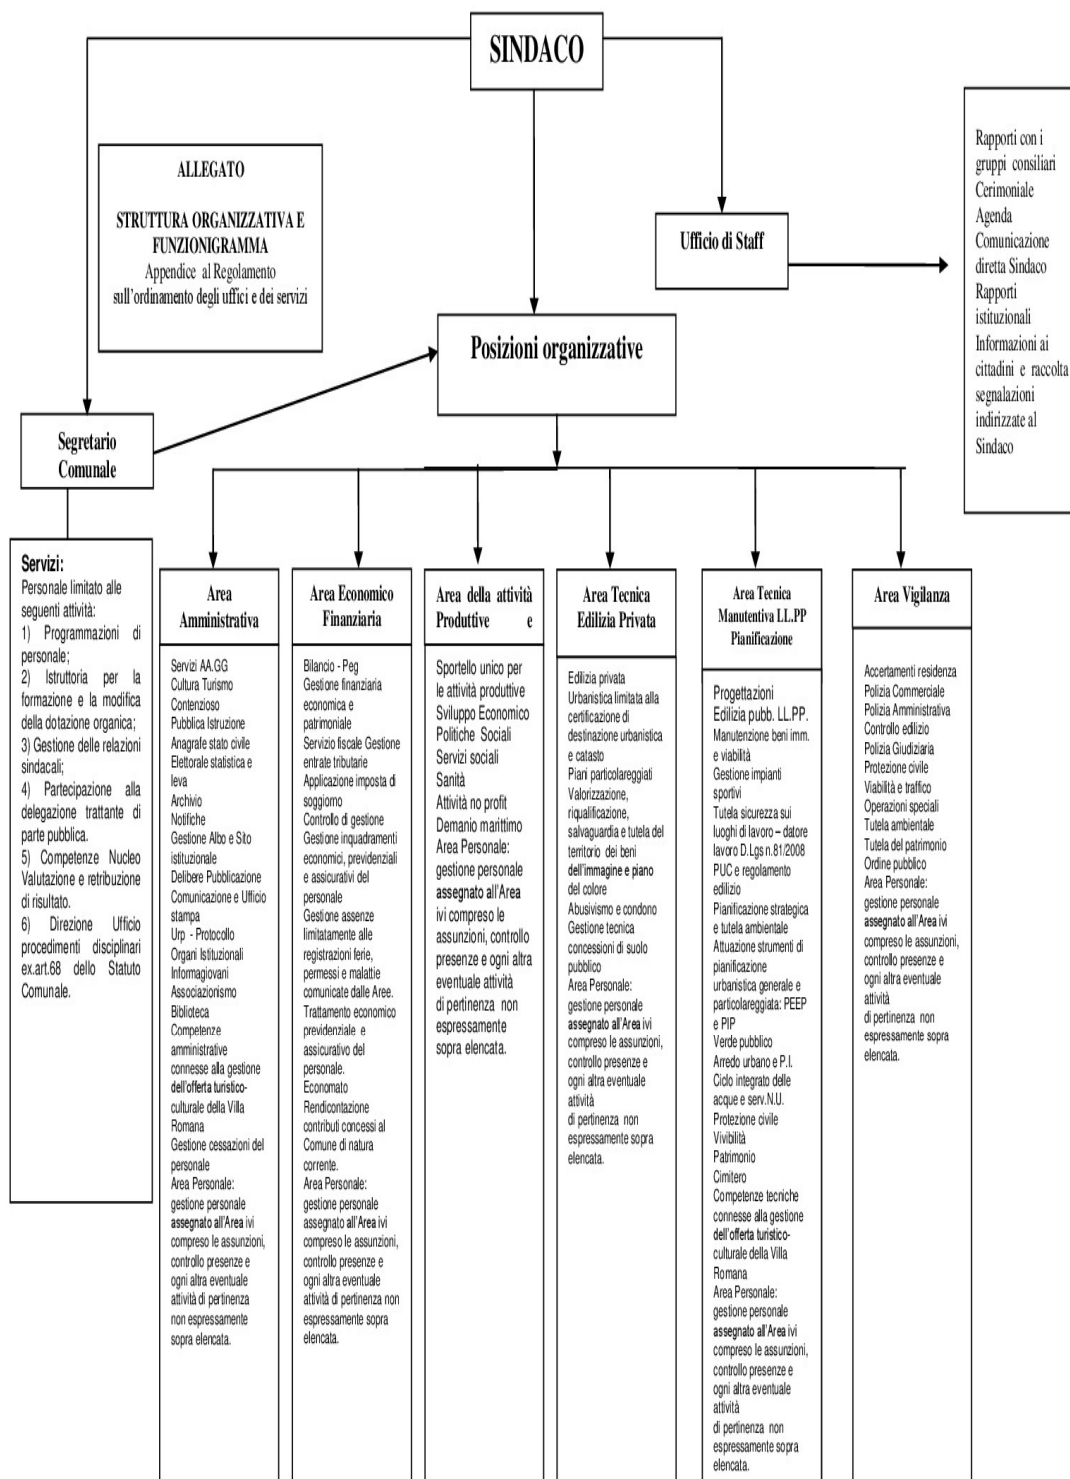 SINDACO
ALLEGATO
STRUTTURA ORGANIZZATIVA E
FUNZIONIGRAMMA
Appendice al Regolamento
sull'ordinamento degli uffici e dei servizi
Ufficio di Staff
Rapporti con i
gruppi consiliari
Cerimoniale
Agenda
Comunicazione
diretta Sindaco
Rapporti
istituzionali
Informazioni ai
cittadini e raccolta
segnalazioni
indirizzate al
Sindaco
Posizioni organizzative
Segretario
Comunale
Servizi:
Personale limitato alle
seguenti attività:
1) Programmazioni di
personale;
2) Istruttoria per la
formazione e la modifica
della dotazione organica;
3) Gestione delle relazioni
sindacali;
4) Partecipazione alla
delegazione trattante di
parte pubblica.
5) Competenze Nucleo
Valutazione e retribuzione
di risultato.
6) Direzione Ufficio
procedimenti disciplinari
ex.art.68 dello Statuto
Comunale.
Area
Amministrativa
Servizi AA.GG
Cultura Turismo
Contenzioso
Pubblica Istruzione
Anagrafe stato civile
Elettorale statistica e
leva
Archivio
Notifiche
Gestione Albo e Sito
istituzionale
Delibere Pubblicazione
Comunicazione e Ufficio
stampa
Urp - Protocollo
Organi Istituzionali
Informagiovani
Associazionismo
Biblioteca
Competenze
amministrative
connesse alla gestione
dell'offerta turistico-
culturale della Villa
Romana
Gestione cessazioni del
personale
Area Personale:
gestione personale
assegnato all'Area ivi
compreso le assunzioni,
controllo presenze e
ogni altra eventuale
attività di pertinenza
non espressamente
sopra elencata.
Area Economico
Finanziaria
Bilancio - Peg
Gestione finanziaria
economica e
patrimoniale
Servizio fiscale Gestione
entrate tributarie
Applicazione imposta di
soggiorno
Controllo di gestione
Gestione inquadramenti
economici, previdenziali
e assicurativi del
personale
Gestione assenze
limitatamente alle
registrazioni ferie,
permessi e malattie
comunicate dalle Aree.
Trattamento economico
previdenziale e
assicurativo del
personale.
Economato
Rendicontazione
contributi concessi al
Comune di natura
corrente.
Area Personale:
gestione personale
assegnato all'Area ivi
compreso le assunzioni,
controllo presenze e
ogni altra eventuale
attività di pertinenza non
espressamente sopra
elencata.
Area della attività
Produttive e
Sportello unico per
le attività produttive
Sviluppo Economico
Politiche Sociali
Servizi sociali
Sanità
Attività no profit
Demanio marittimo
Area Personale:
gestione personale
assegnato all'Area
ivi compreso le
assunzioni, controllo
presenze e ogni altra
eventuale attività
di pertinenza non
espressamente
sopra elencata.
Area Tecnica
Edilizia Privata
Edilizia privata
Urbanistica limitata alla
certificazione di
destinazione urbanistica
e catasto
Piani particolareggiati
Valorizzazione,
riqualificazione,
salvaguardia e tutela del
territorio dei beni
dell'immagine e piano
del colore
Abusivismo e condono
Gestione tecnica
concessioni di suolo
pubblico
Area Personale:
gestione personale
assegnato all'Area ivi
compreso le assunzioni,
controllo presenze e
ogni altra eventuale
attività
di pertinenza non
espressamente sopra
elencata.
Area Tecnica
Manutentiva LL.PP
Pianificazione
Progettazioni
Edilizia pubb. LL.PP.
Manutenzione beni imm.
e viabilità
Gestione impianti
sportivi
Tutela sicurezza sui
luoghi di lavoro – datore
lavoro D.Lgs n.81/2008
PUC e regolamento
edilizio
Pianificazione strategica
e tutela ambientale
Attuazione strumenti di
pianificazione
urbanistica generale e
particolareggiata: PEEP
e PIP
Verde pubblico
Arredo urbano e P.I.
Ciclo integrato delle
acque e serv.N.U.
Protezione civile
Vivibilità
Patrimonio
Cimitero
Competenze tecniche
connesse alla gestione
dell'offerta turistico-
culturale della Villa
Romana
Area Personale:
gestione personale
assegnato all'Area ivi
compreso le assunzioni,
controllo presenze e
ogni altra eventuale
attività
di pertinenza non
espressamente sopra
elencata.
Area Vigilanza
Accertamenti residenza
Polizia Commerciale
Polizia Amministrativa
Controllo edilizio
Polizia Giudiziaria
Protezione civile
Viabilità e traffico
Operazioni speciali
Tutela ambientale
Tutela del patrimonio
Ordine pubblico
Area Personale:
gestione personale
assegnato all'Area ivi
compreso le assunzioni,
controllo presenze e
ogni altra eventuale
attività
di pertinenza non
espressamente sopra
elencata.